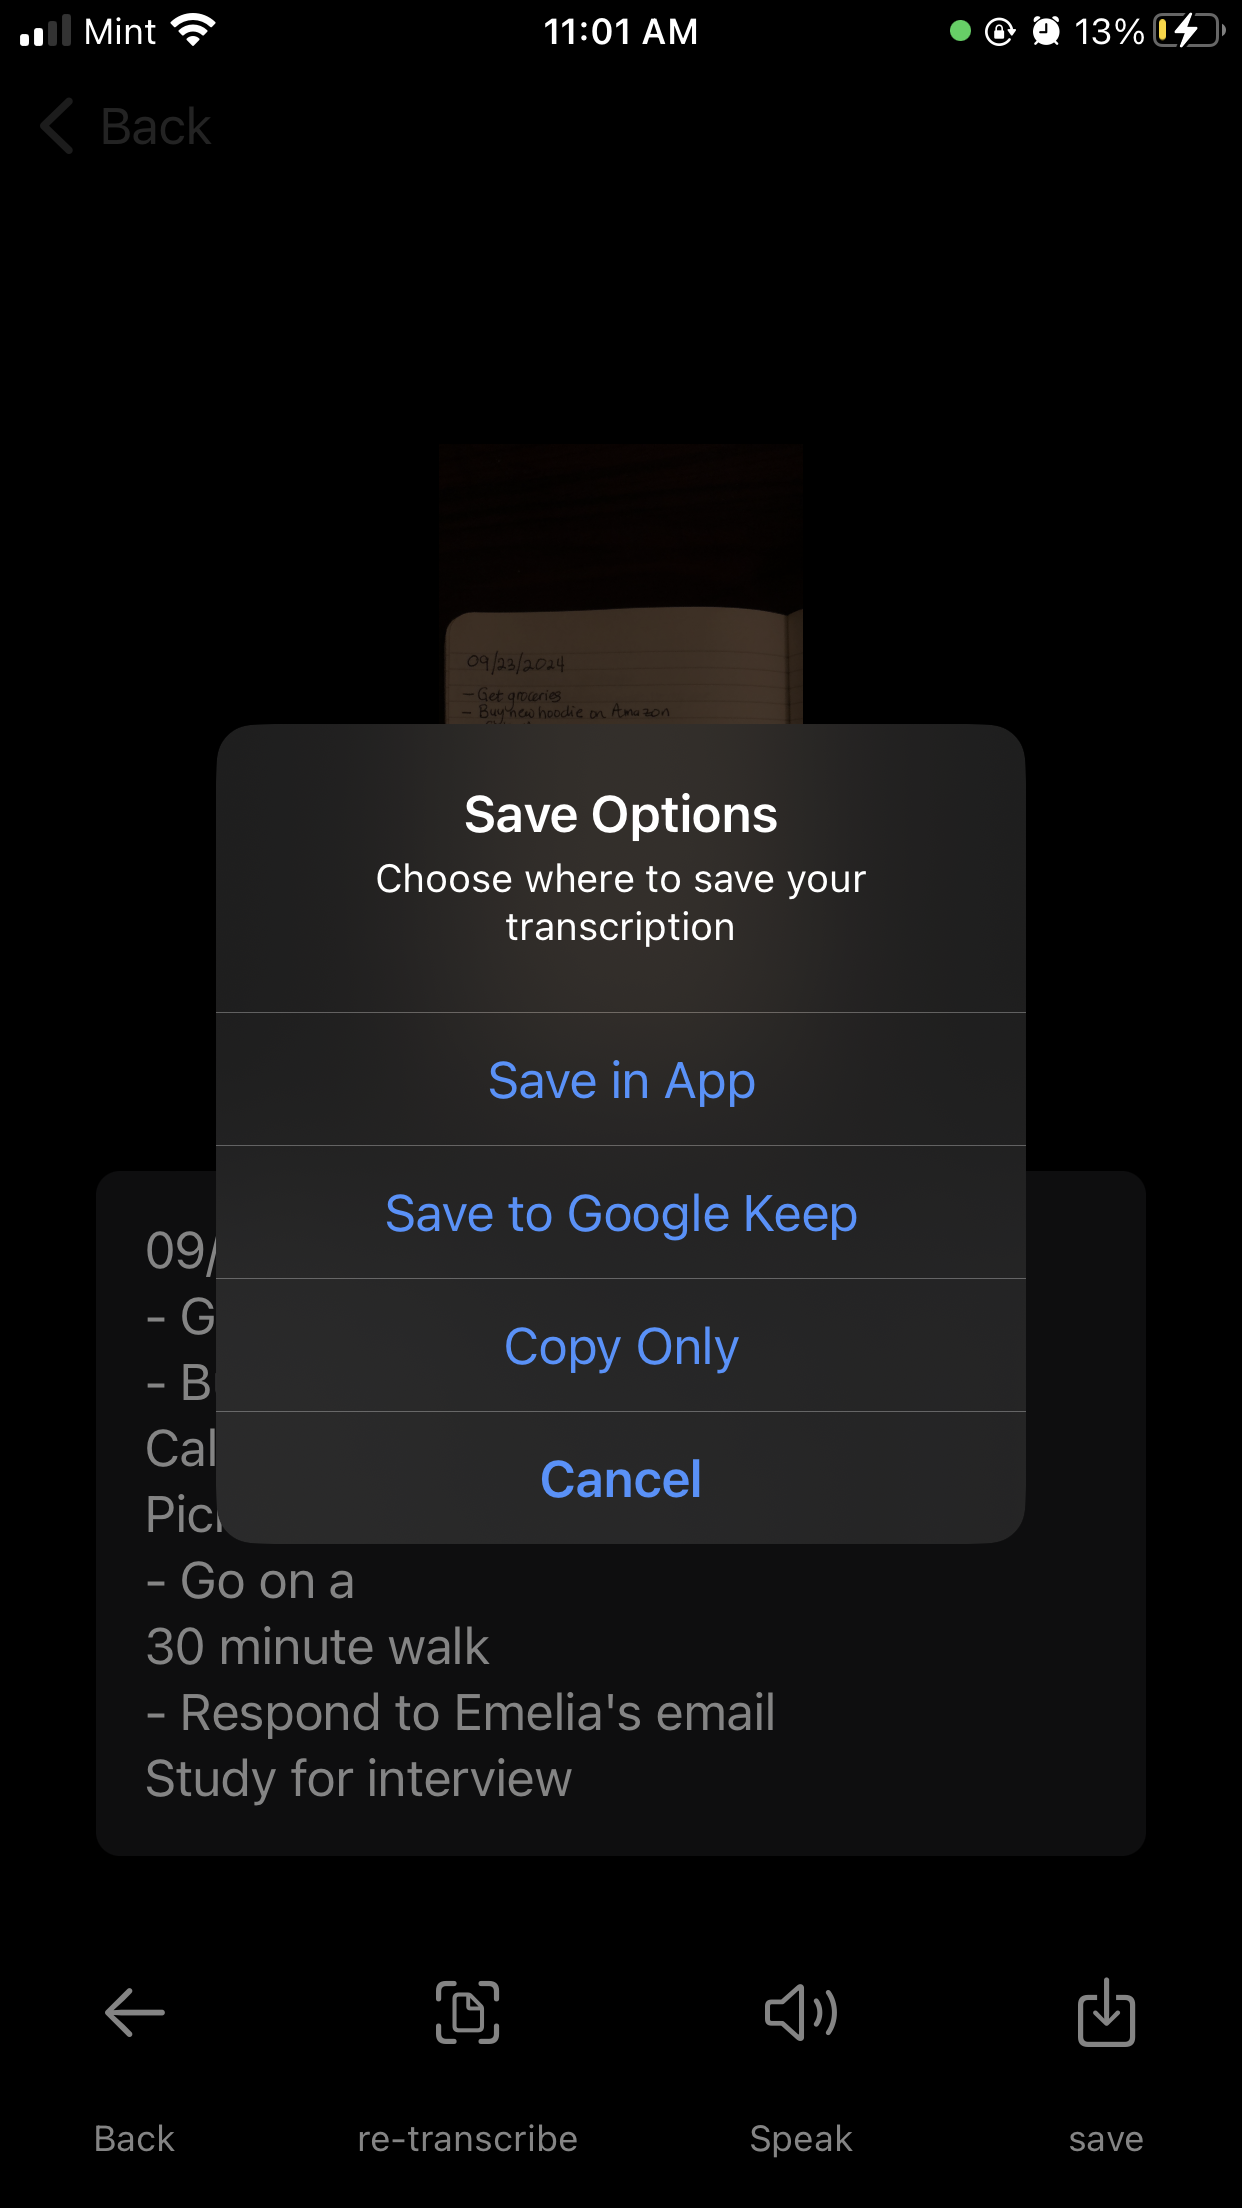 Mint
11:01 AM
13%
Back
09/23/2024
- Get groceries
- Buy new hoodie on Amazon
Save Options
Choose where to save your
transcription
Save in App
Save to Google Keep
Copy Only
Cancel
09/
- G
- B
Cal
Pic
- Go on a
30 minute walk
- Respond to Emelia's email
Study for interview
Back
re-transcribe
Speak
save